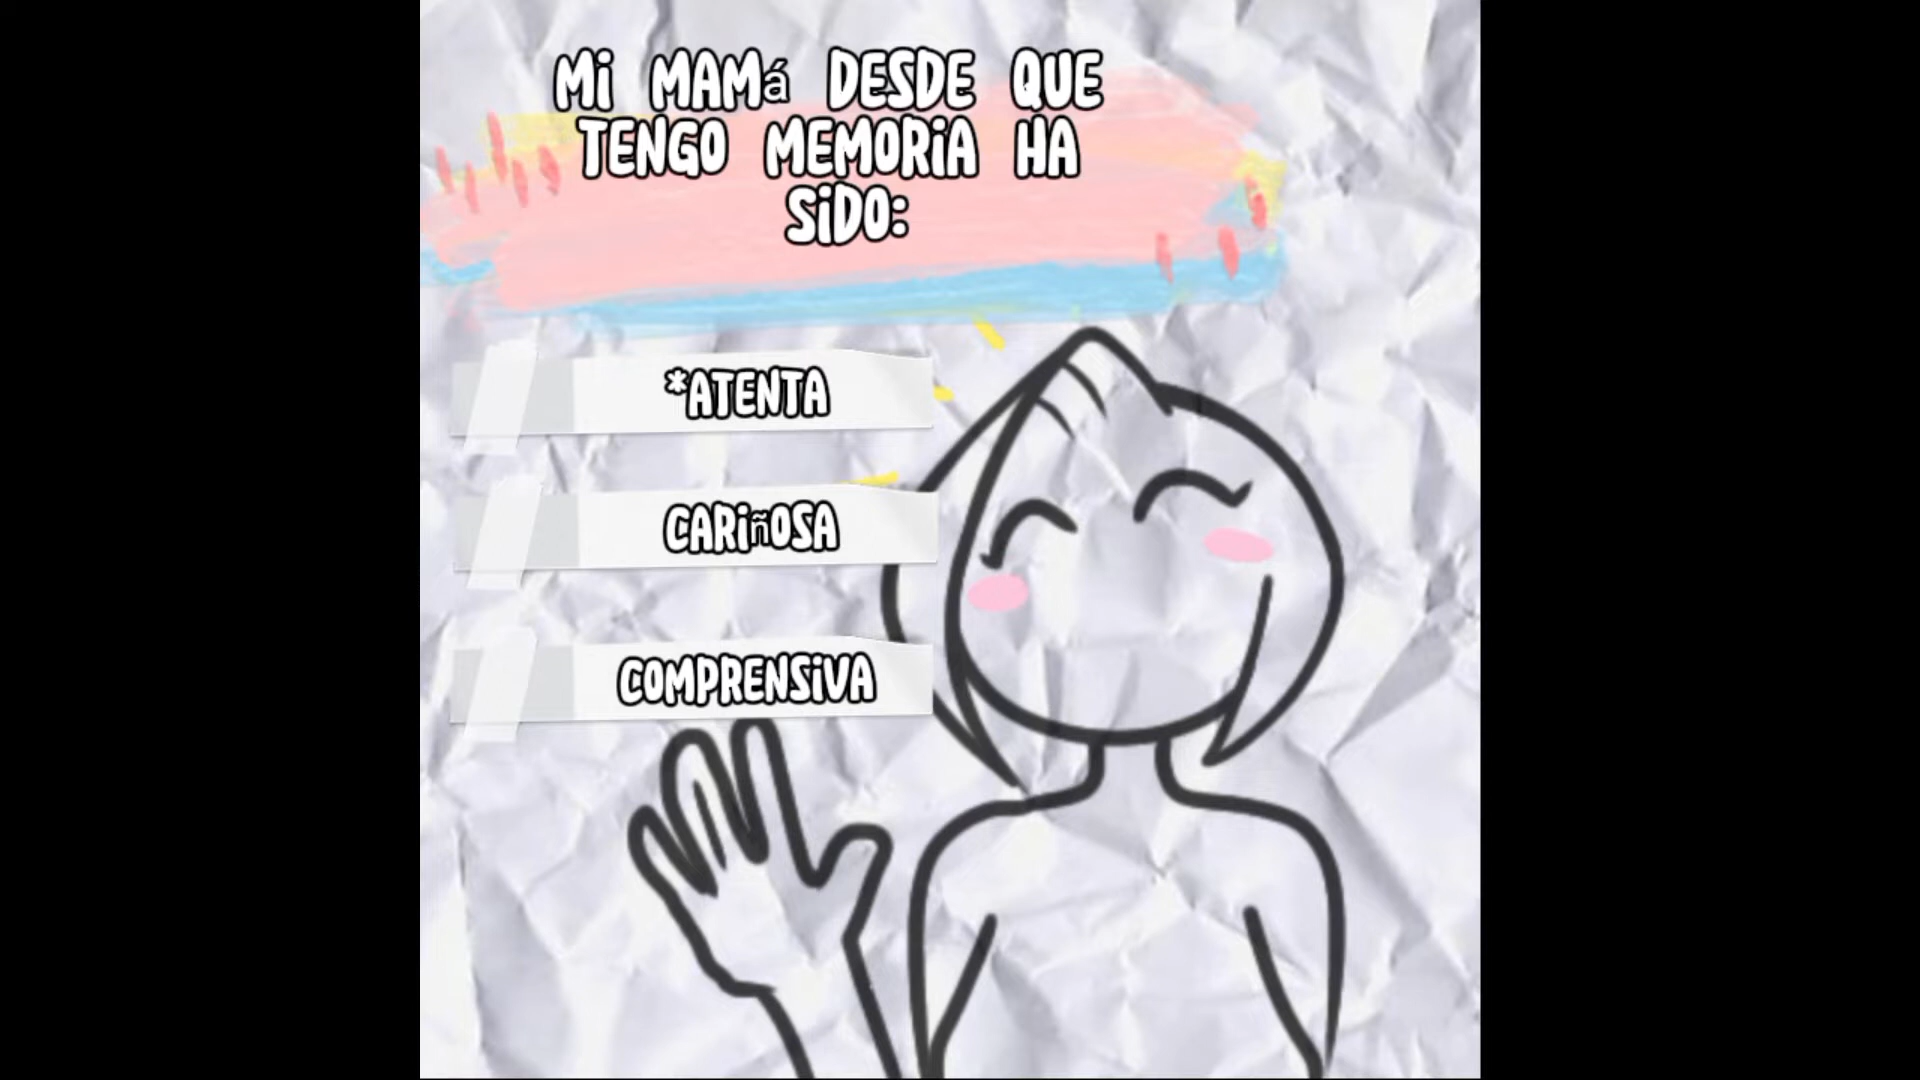 Mi MAMá DESDE QUE
TENGO MEMORiA HA
SiDO:
*ATENTA
CARiñOSA
COMPRENSiVA